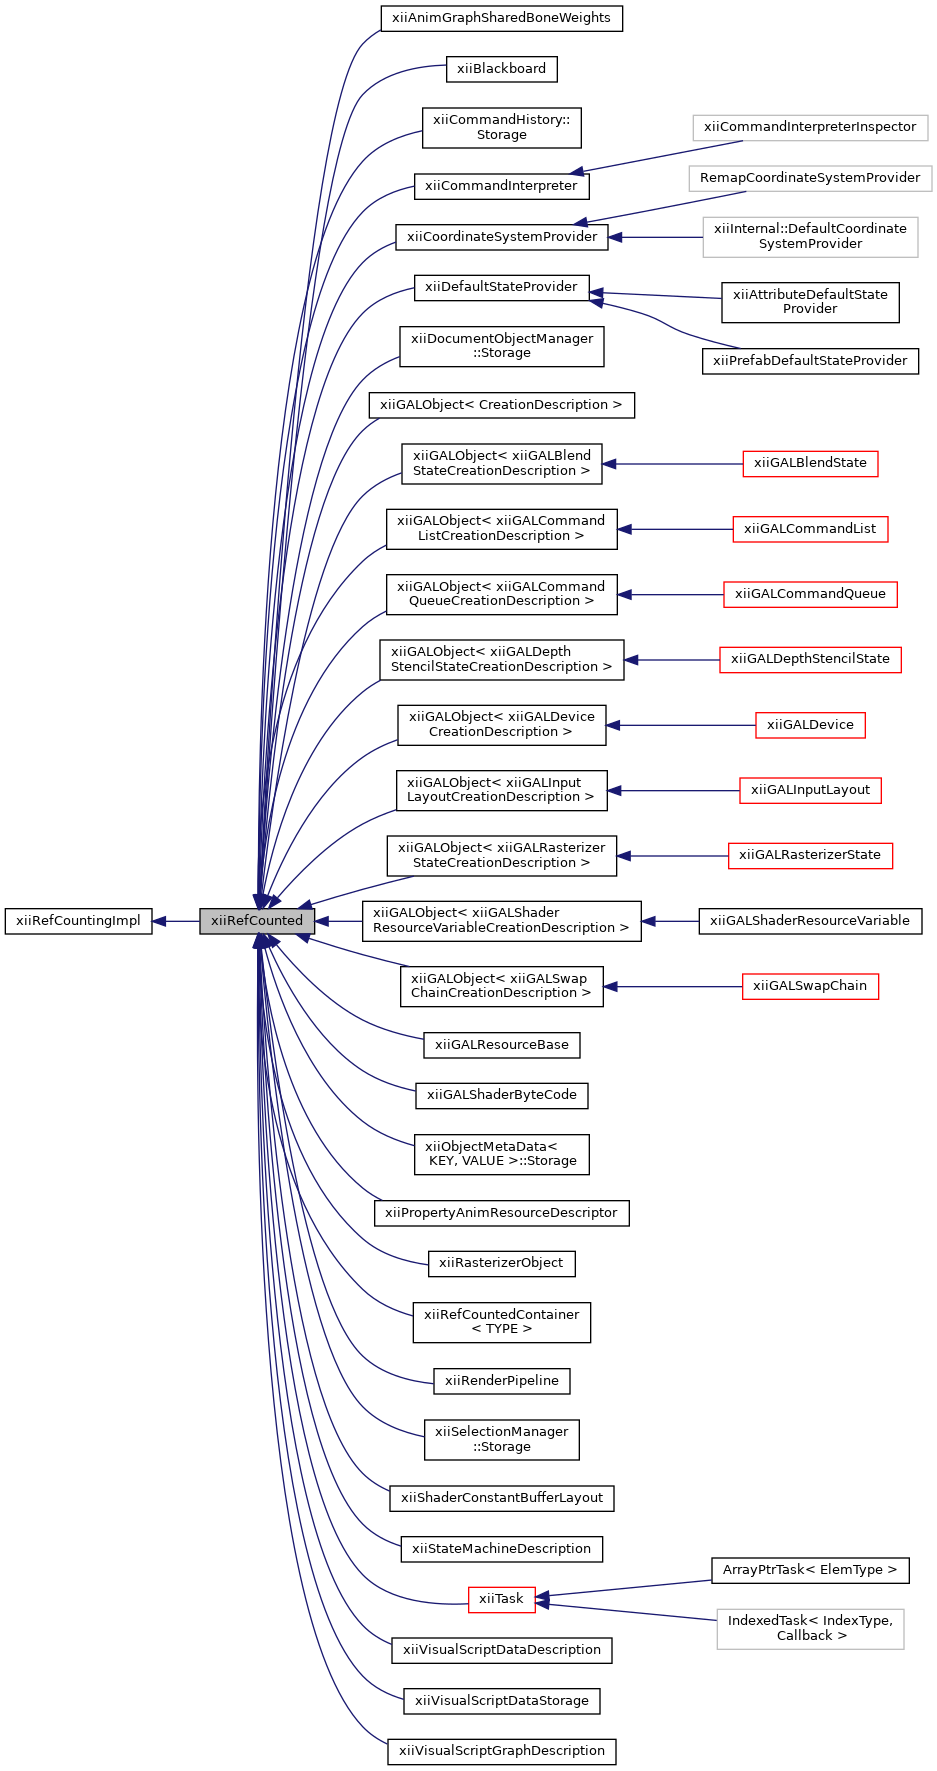 xiiAnimGraphSharedBoneWeights
xiiBlackboard
xiiCommandHistory::
Storage
xiiCommandInterpreterInspector
xiiCommandInterpreter
RemapCoordinateSystemProvider
xiiCoordinateSystemProvider
xiiInternal::DefaultCoordinate
SystemProvider
xiiDefaultStateProvider
xiiAttributeDefaultState
Provider
xiiDocumentObjectManager
::Storage
xiiPrefabDefaultStateProvider
xiiGALObject< CreationDescription >
xiiGALObject< xiiGALBlend
StateCreationDescription >
xiiGALBlendState
xiiGALObject< xiiGALCommand
ListCreationDescription >
xiiGALCommandList
xiiGALObject< xiiGALCommand
QueueCreationDescription >
xiiGALCommandQueue
xiiGALObject< xiiGALDepth
StencilStateCreationDescription >
xiiGALDepthStencilState
xiiGALObject< xiiGALDevice
CreationDescription >
xiiGALDevice
xiiGALObject< xiiGALInput
LayoutCreationDescription >
xiiGALInputLayout
xiiGALObject< xiiGALRasterizer
StateCreationDescription >
xiiGALRasterizerState
xiiRefCountingImpl
xiiRefCounted
xiiGALObject< xiiGALShader
ResourceVariableCreationDescription >
xiiGALShaderResourceVariable
xiiGALObject< xiiGALSwap
ChainCreationDescription >
xiiGALSwapChain
xiiGALResourceBase
xiiGALShaderByteCode
xiiObjectMetaData<
KEY, VALUE >::Storage
xiiPropertyAnimResourceDescriptor
xiiRasterizerObject
xiiRefCountedContainer
< TYPE >
xiiRenderPipeline
xiiSelectionManager
::Storage
xiiShaderConstantBufferLayout
xiiStateMachineDescription
xiiTask
ArrayPtrTask< ElemType >
IndexedTask< IndexType,
Callback >
xiiVisualScriptDataDescription
xiiVisualScriptDataStorage
xiiVisualScriptGraphDescription